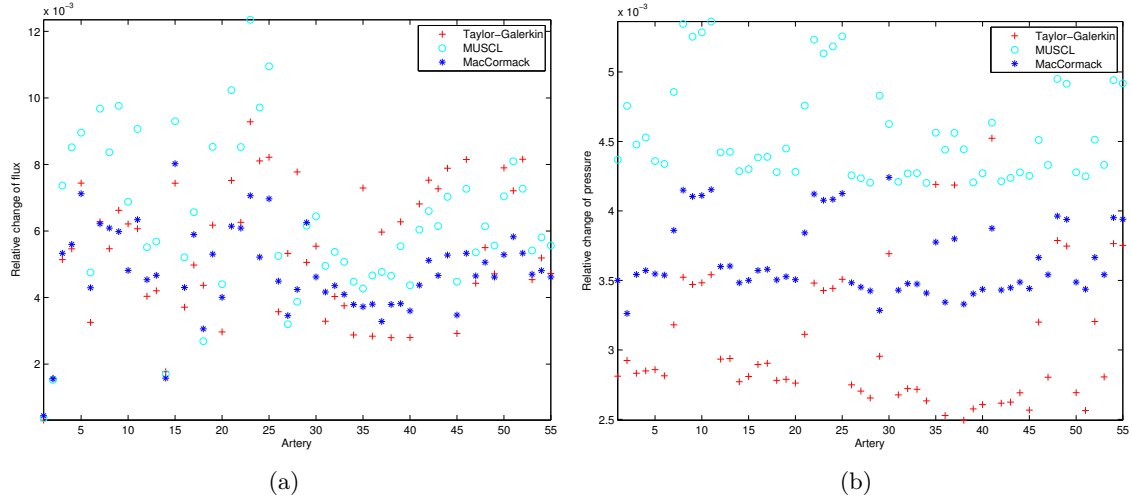 x 10⁻³
Taylor−Galerkin
MUSCL
MacCormack
12
10
8
6
4
2
Relative change of flux
5 10 15 20 25 30 35 40 45 50 55
Artery
(a)
x 10⁻³
Taylor−Galerkin
MUSCL
MacCormack
5
4.5
4
3.5
3
2.5
Relative change of pressure
5 10 15 20 25 30 35 40 45 50 55
Artery
(b)